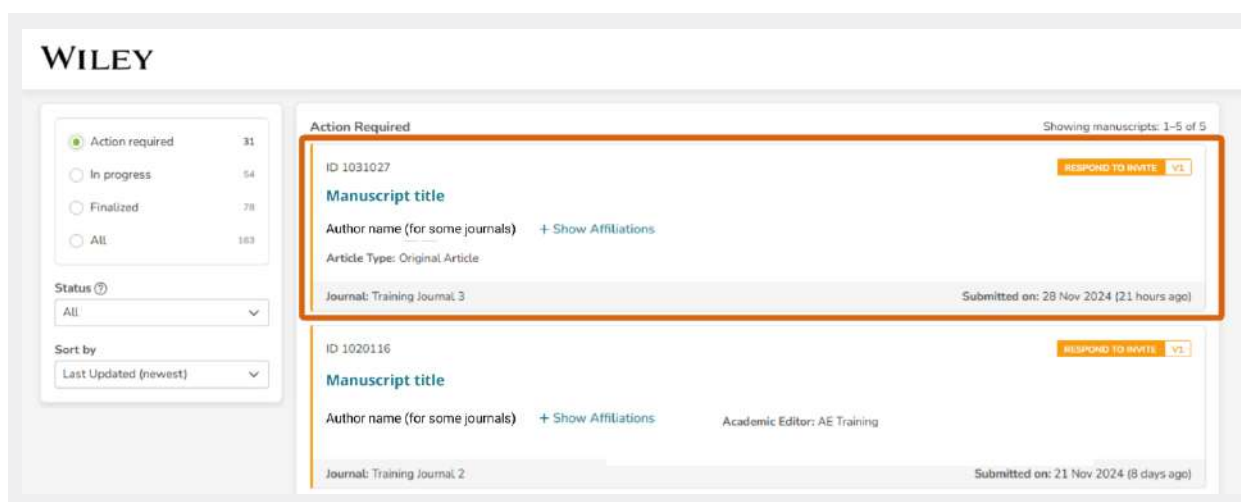 WILEY
Action required 31
In progress 54
Finalized 78
All 163
Status ?
All
Sort by
Last Updated (newest)
Action Required Showing manuscripts: 1–5 of 5
ID 1031027 RESPOND TO INVITE V1
Manuscript title
Author name (for some journals) + Show Affiliations
Article Type: Original Article
Journal: Training Journal 3 Submitted on: 28 Nov 2024 (21 hours ago)
ID 1020116 RESPOND TO INVITE V1
Manuscript title
Author name (for some journals) + Show Affiliations Academic Editor: AE Training
Journal: Training Journal 2 Submitted on: 21 Nov 2024 (8 days ago)